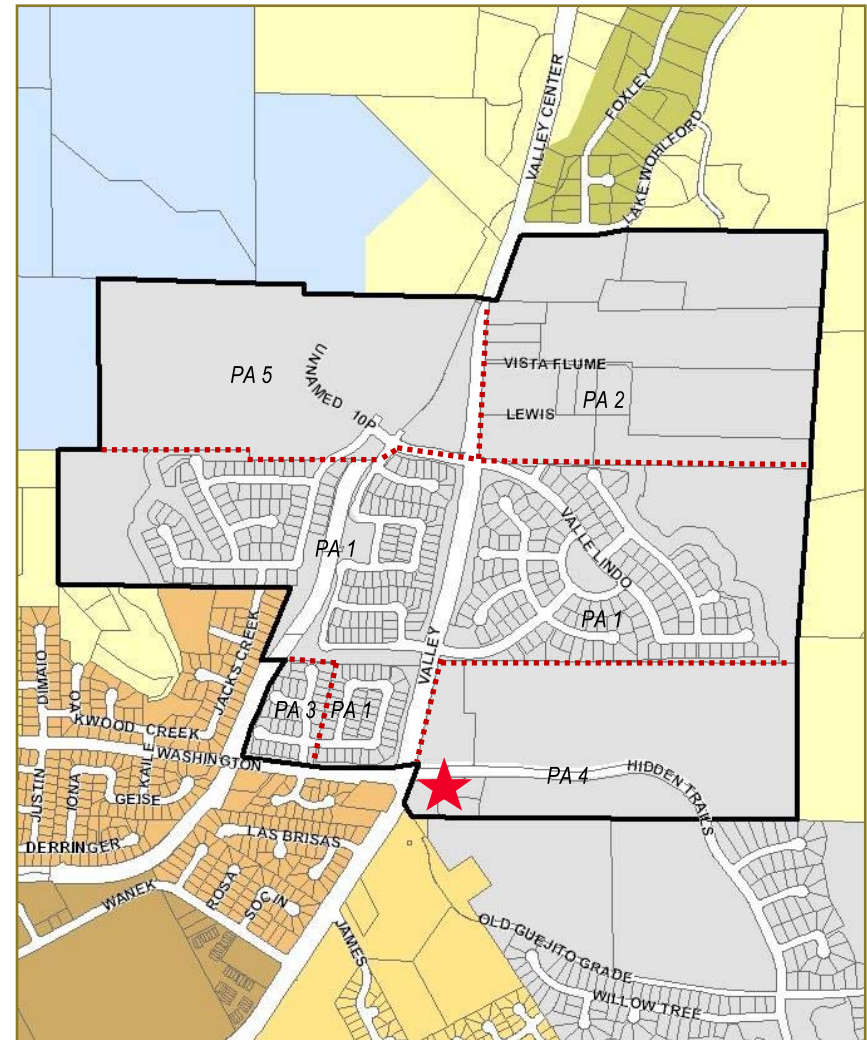 VALLEY CENTER
FOXLEY
LAKE WOHLFORD
PA 5
UNNAMED 10P
VISTA FLUME
PA 2
LEWIS
VALLE LINDO
PA 1
PA 1
VALLEY
JACKS CREEK
DIMAIO
OAKWOOD CREEK
PA 3
PA 1
WASHINGTON
KAILE
HIDDEN TRAILS
PA 4
JUSTIN
IONA
GEISE
LAS BRISAS
DERRINGER
WANEK
ROSA
SOCIN
JAMES
OLD GUEJITO GRADE
WILLOW TREE